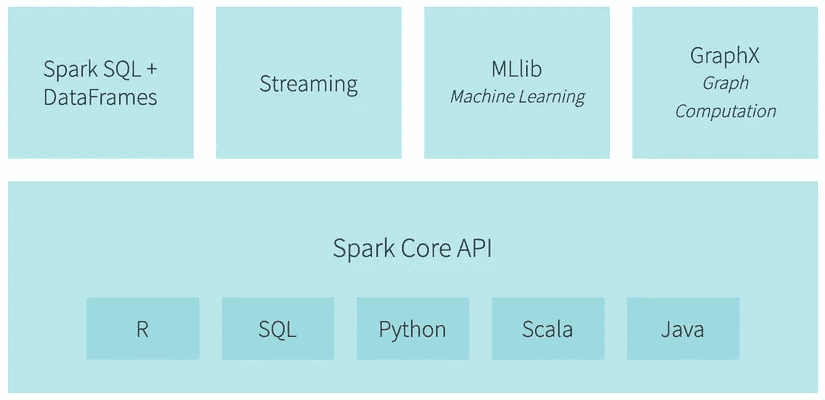 Spark SQL +
DataFrames
Streaming
MLlib
Machine Learning
GraphX
Graph
Computation
Spark Core API
R
SQL
Python
Scala
Java